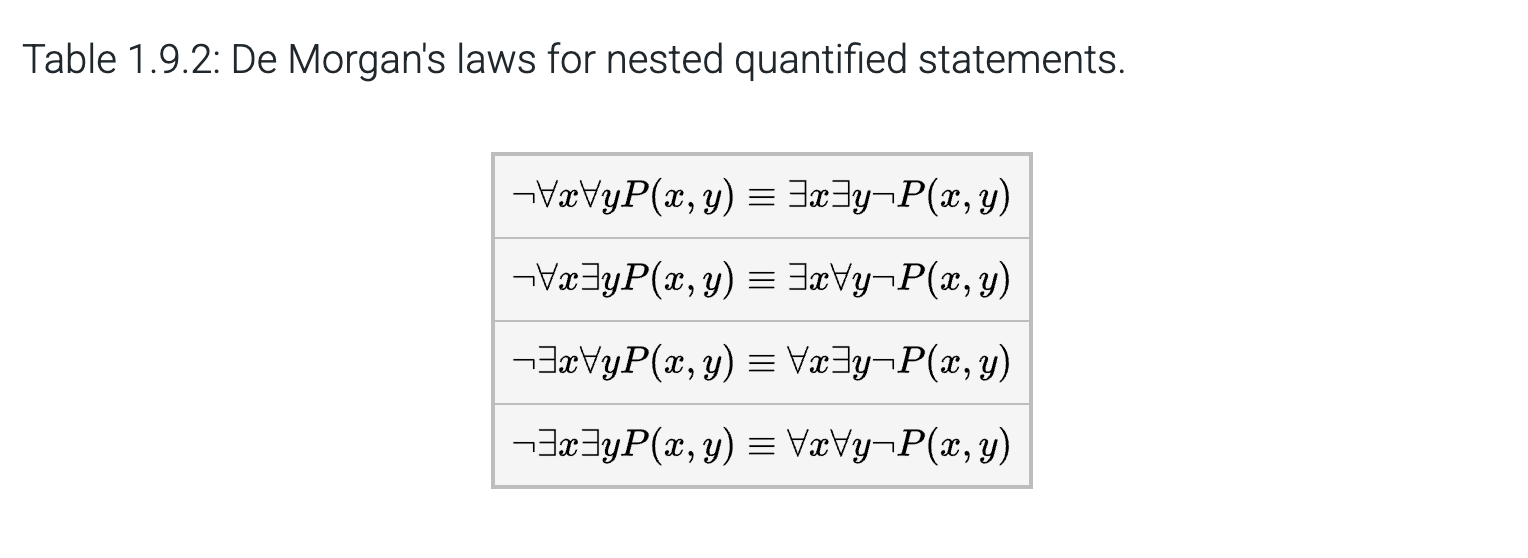 Table 1.9.2: De Morgan's laws for nested quantified statements.
¬∀x∀yP(x, y) ≡ ∃x∃y¬P(x, y)
¬∀x∃yP(x, y) ≡ ∃x∀y¬P(x, y)
¬∃x∀yP(x, y) ≡ ∀x∃y¬P(x, y)
¬∃x∃yP(x, y) ≡ ∀x∀y¬P(x, y)